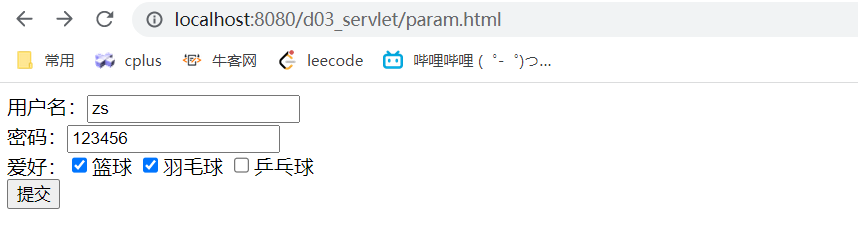 localhost:8080/d03_servlet/param.html
常用 cplus 牛客网 leecode 哔哩哔哩 (゜-゜)つ...
用户名：zs
密码：123456
爱好：篮球 羽毛球 乒乓球
提交